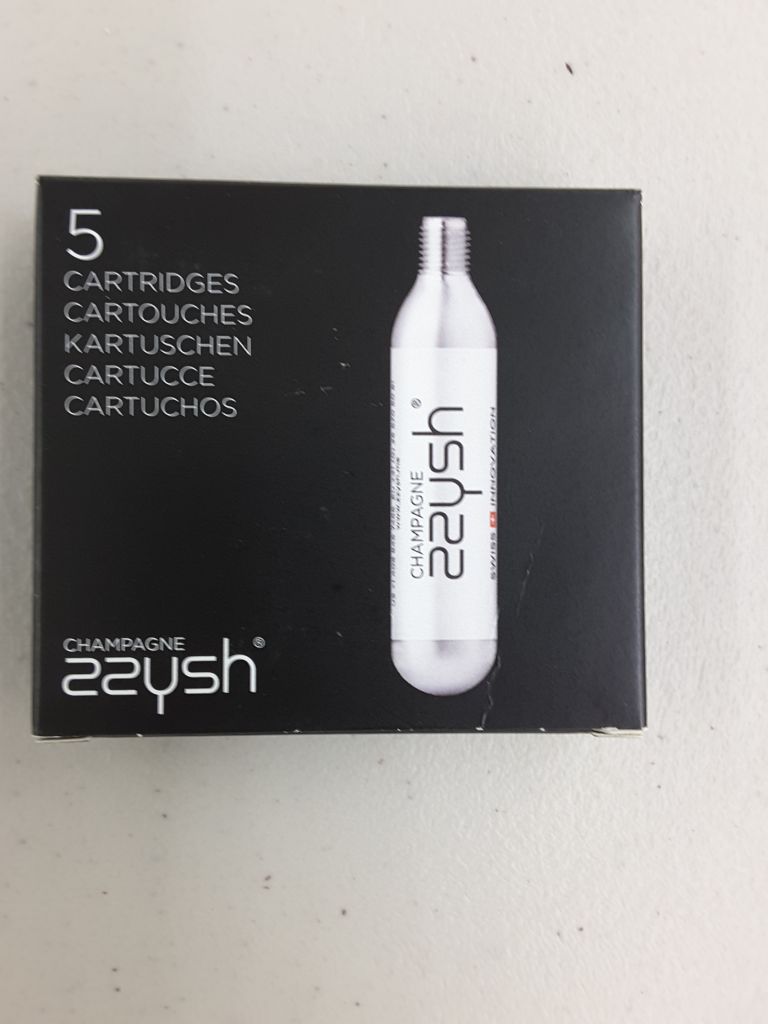 5
CARTRIDGES
CARTOUCHES
KARTUSCHEN
CARTUCCE
CARTUCHOS
CHAMPAGNE
zzysh®
CHAMPAGNE
zzysh®
SWISS + INNOVATION